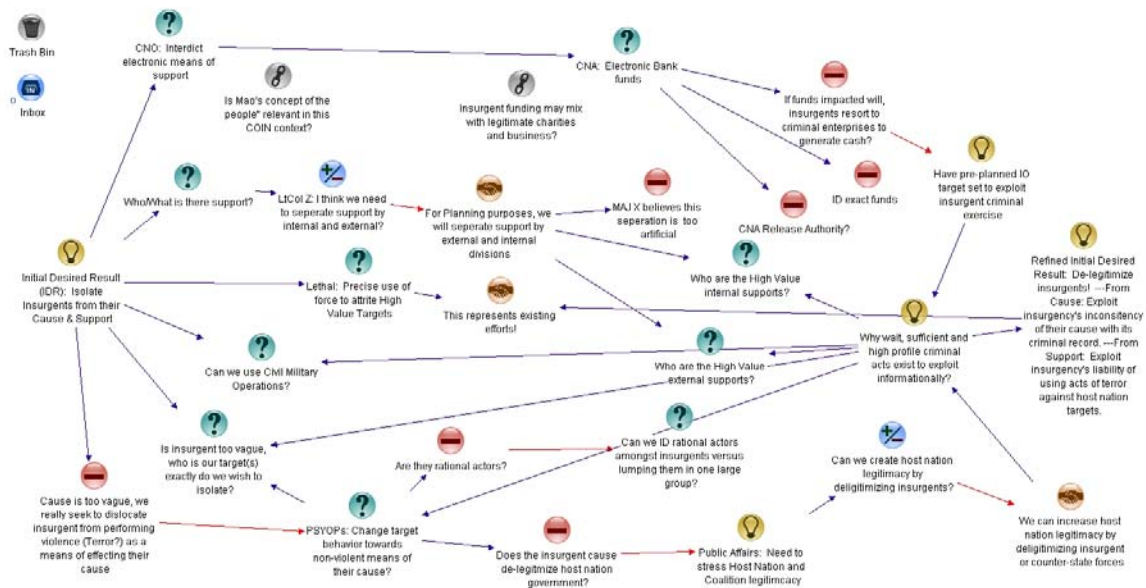 Trash Bin
IN
0
Inbox
CNO: Interdict
electronic means of
support
Is Mao's concept of the
people" relevant in this
COIN context?
CNA: Electronic Bank
funds
insurgent funding may mix
with legitimate charities
and business?
If funds impacted will,
insurgents resort to
criminal enterprises to
generate cash?
Have pre-planned IO
target set to exploit
insurgent criminal
exercise
ID exact funds
CNA Release Authority?
Who/What is there support?
LtCol Z: I think we need
to seperate support by
internal and external?
For Planning purposes, we
will seperate support by
external and internal
divisions
MAJ X believes this
seperation is too
artificial
Who are the High Value
internal supports?
Initial Desired Result
(IDR): Isolate
Insurgents from their
Cause & Support
Lethal: Precise use of
force to attrite High
Value Targets
This represents existing
efforts!
Refined Initial Desired
Result: De-legitimize
insurgents! ---From
Cause: Exploit
insurgency's inconsitency
of their cause with its
criminal record. ---From
Support: Exploit
insurgency's liability of
using acts of terror
against host nation
targets.
Why wait, sufficient and
high profile criminal
acts exist to exploit
informationally?
Can we use Civil Military
Operations?
Who are the High Value
external supports?
Is insurgent too vague,
who is our target(s)
exactly do we wish to
isolate?
Are they rational actors?
Can we ID rational actors
amongst insurgents versus
lumping them in one large
group?
Can we create host nation
legitimacy by
deligitimizing insurgents?
Cause is too vague, we
really seek to dislocate
insurgent from performing
violence (Terror?) as a
means of effecting their
cause
PSYOPs: Change target
behavior towards
non-violent means of
their cause?
Does the insurgent cause
de-legitmize host nation
government?
Public Affairs: Need to
stress Host Nation and
Coalition legitimcacy
We can increase host
nation legitimacy by
deligitimizing insurgent
or counter-state forces